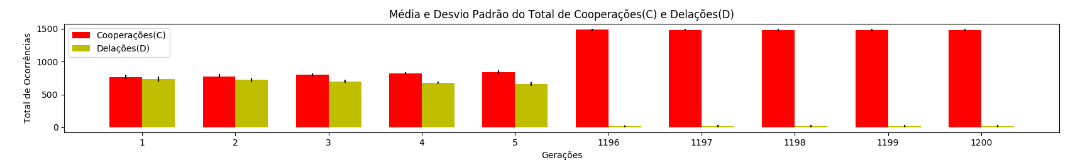 Média e Desvio Padrão do Total de Cooperações(C) e Delações(D)
Total de Ocorrências
1500
1000
500
0
Cooperações(C)
Delações(D)
1 2 3 4 5 1196 1197 1198 1199 1200
Gerações